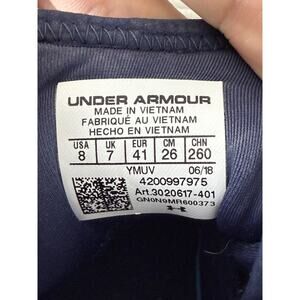 UNDER ARMOUR
MADE IN VIETNAM
FABRIQUÉ AU VIETNAM
HECHO EN VIETNAM
USA UK EUR CM CHN
8 7 41 26 260
YMUV 06/18
4200997975
Art.3020617-401
GN0N9MR600373